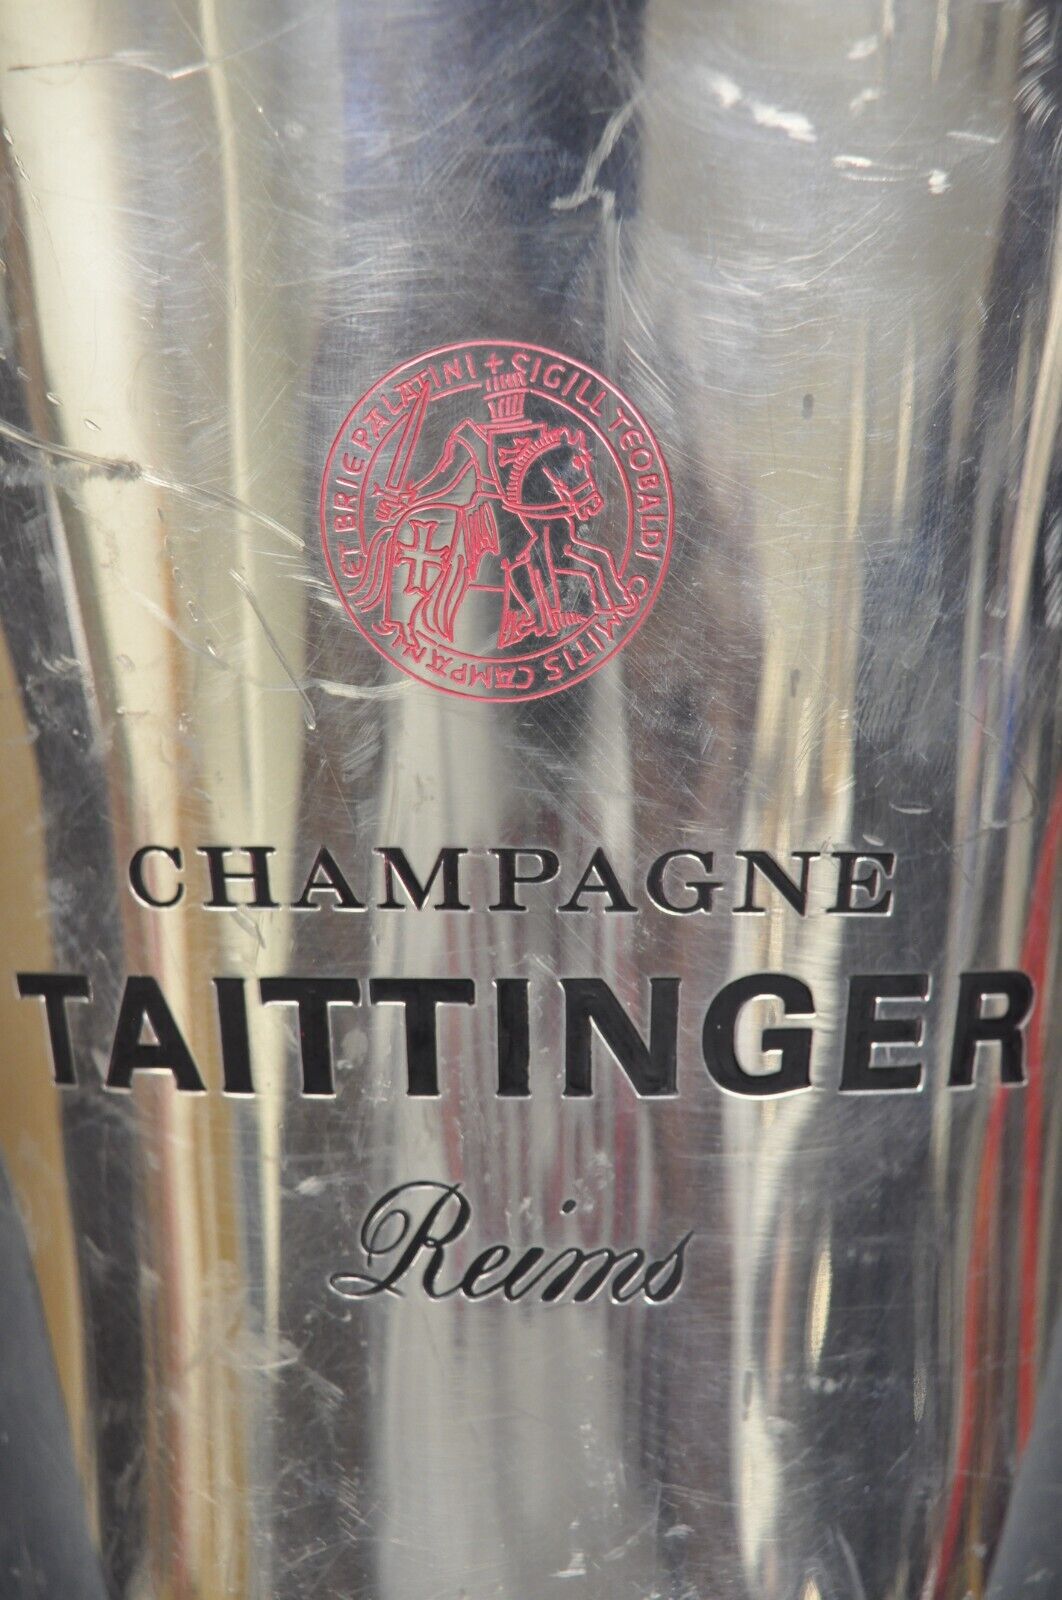 + SIGILL TEOBALDI COMITIS CAMPANIE ET BRIE PALATINI
CHAMPAGNE
TAITTINGER
Reims